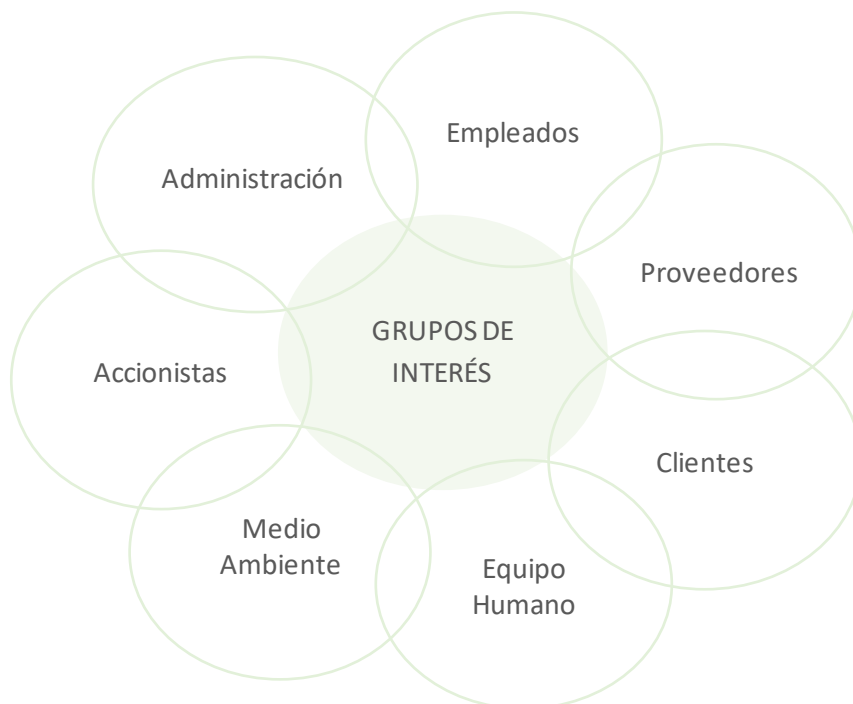 Empleados
Administración
Proveedores
GRUPOS DE
INTERÉS
Accionistas
Clientes
Medio
Ambiente
Equipo
Humano